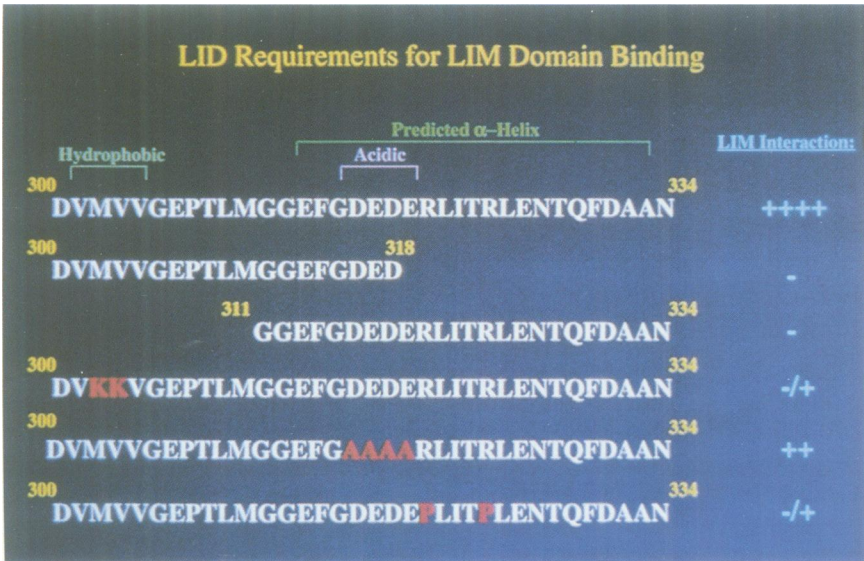 LID Requirements for LIM Domain Binding
Predicted α-Helix
Hydrophobic Acidic LIM Interaction:
300 334
DVMVVGEPTLMGGEFGDEDERLITRLENTQFDAAN ++++
300 318
DVMVVGEPTLMGGEFGDED -
311 334
GGEFGDEDERLITRLENTQFDAAN -
300 334
DVKKVGEPTLMGGEFGDEDERLITRLENTQFDAAN -/+
300 334
DVMVVGEPTLMGGEFGAAAARLITRLENTQFDAAN ++
300 334
DVMVVGEPTLMGGEFGDEDEPLITPLENTQFDAAN -/+